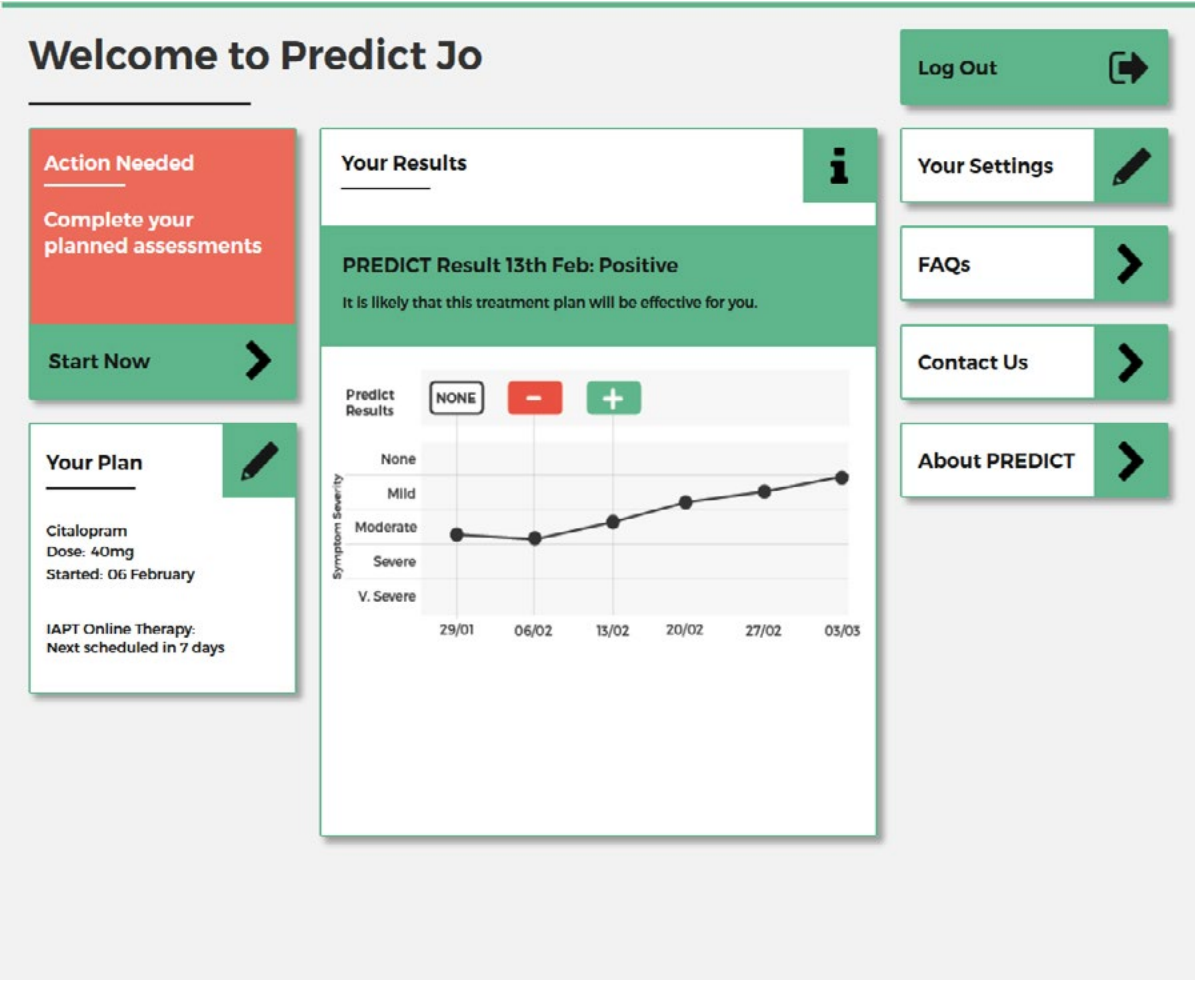 Welcome to Predict Jo
Log Out
Action Needed
Complete your
planned assessments
Start Now
Your Plan
Citalopram
Dose: 40mg
Started: 06 February
IAPT Online Therapy:
Next scheduled in 7 days
Your Results
i
PREDICT Result 13th Feb: Positive
It is likely that this treatment plan will be effective for you.
Predict
Results
NONE
−
+
Symptom Severity
None
Mild
Moderate
Severe
V. Severe
29/01 06/02 13/02 20/02 27/02 03/03
Your Settings
FAQs
Contact Us
About PREDICT